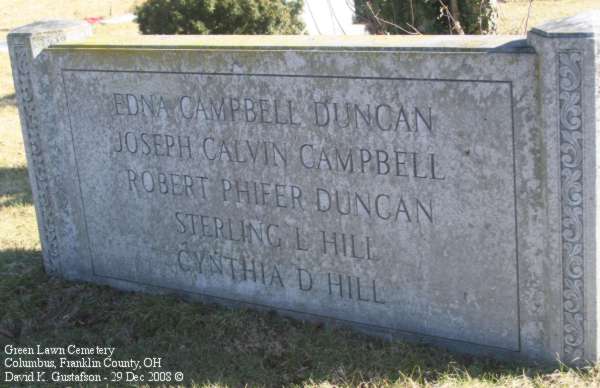 EDNA CAMPBELL DUNCAN
JOSEPH CALVIN CAMPBELL
ROBERT PHIFER DUNCAN
STERLING L HILL
CYNTHIA D HILL
Green Lawn Cemetery
Columbus, Franklin County, OH
David K. Gustafson - 29 Dec 2008 ©